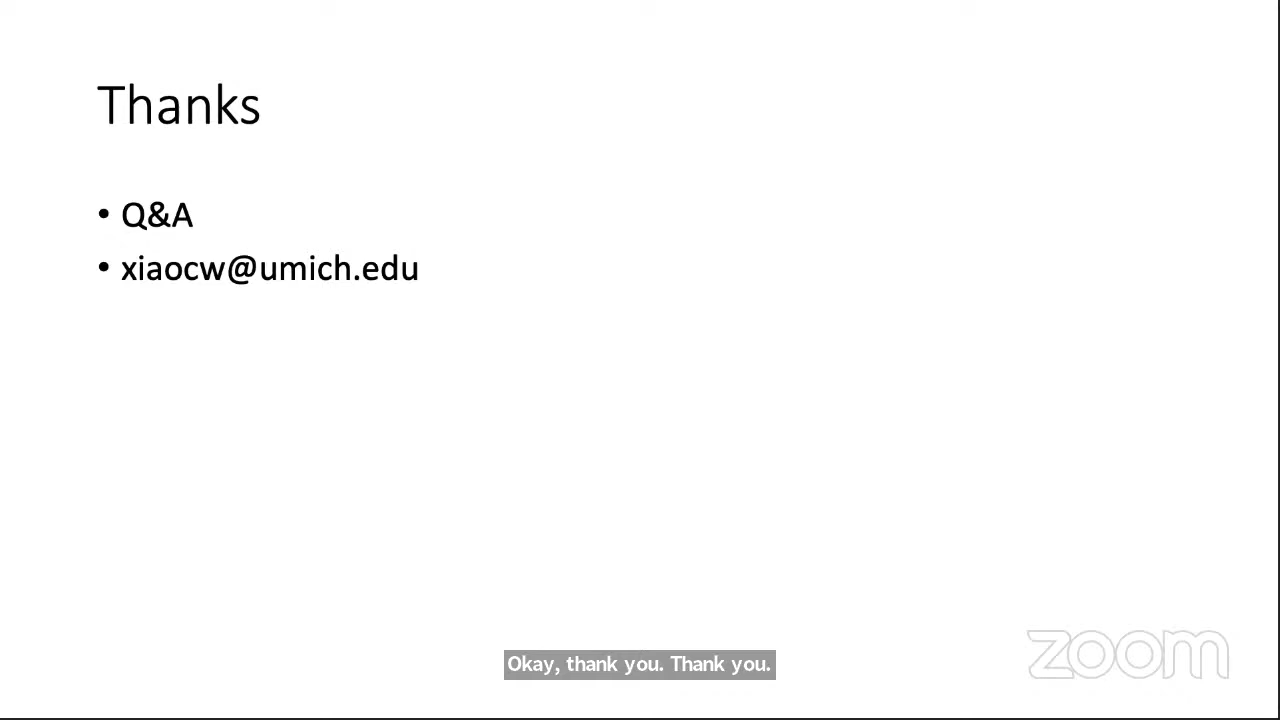 Thanks
• Q&A
• xiaocw@umich.edu
Okay, thank you. Thank you.
zoom